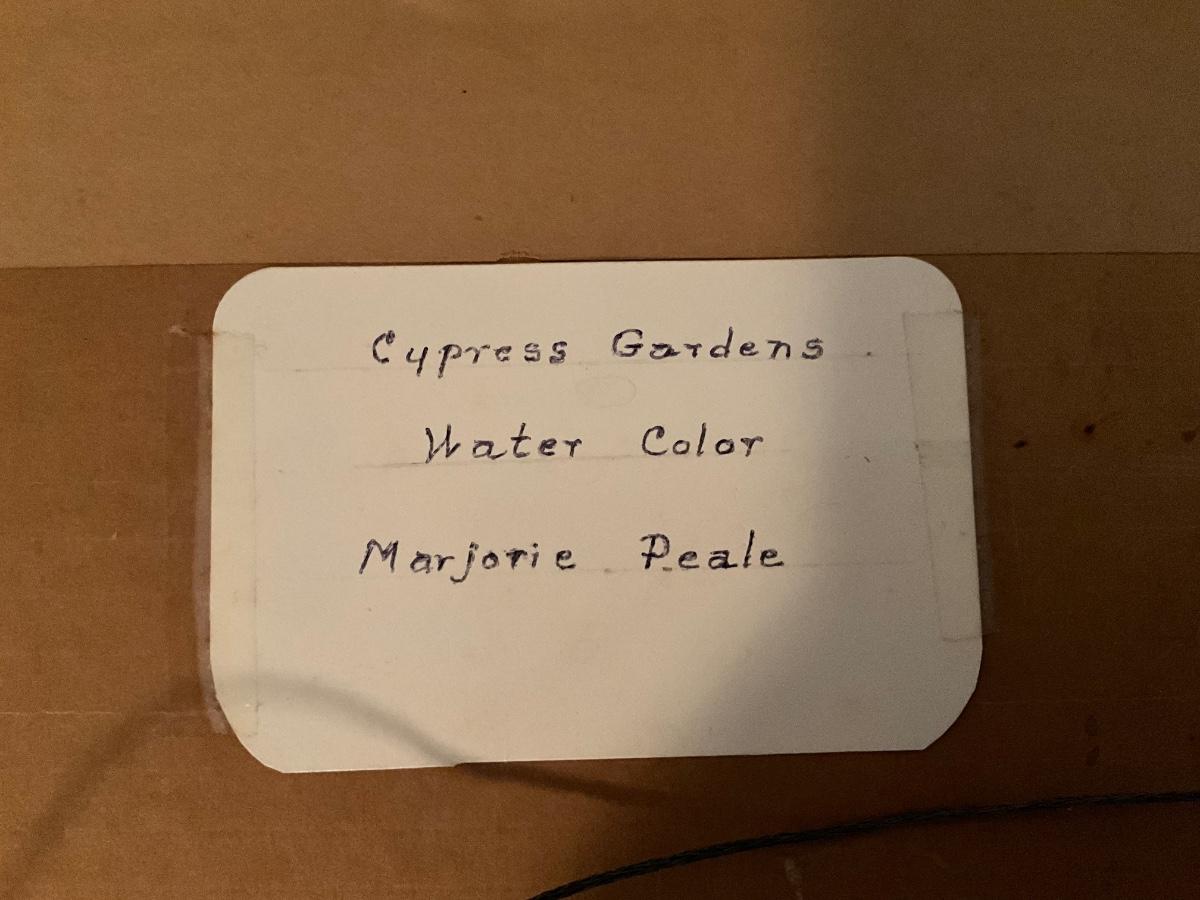 Cypress Gardens
Water Color
Marjorie Peale